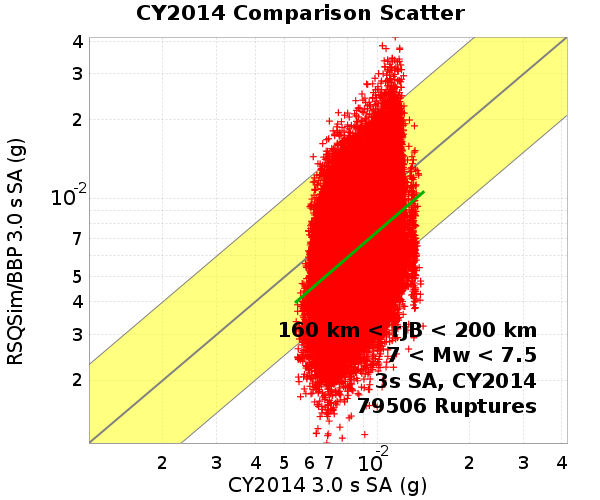 CY2014 Comparison Scatter
RSQSim/BBP 3.0 s SA (g)
4
3
2
10-2
7
5
4
3
2
160 km < rJB < 200 km
7 < Mw < 7.5
3s SA, CY2014
79506 Ruptures
2 3 4 5 6 7 10-2 2 3 4
CY2014 3.0 s SA (g)